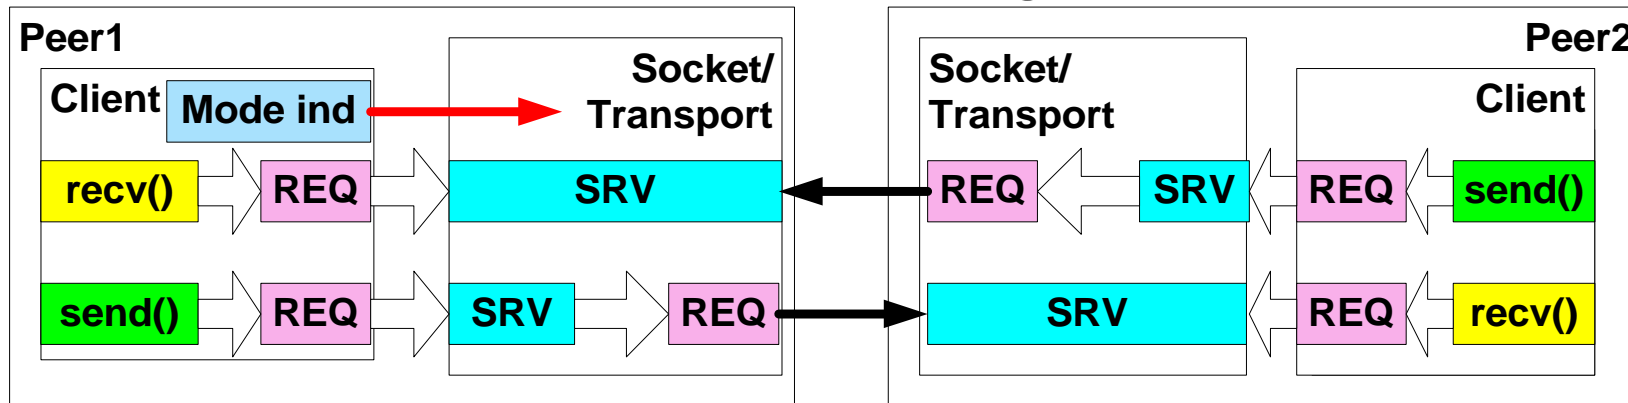 Peer1
Client
Mode ind
Socket/
Transport
recv()
REQ
SRV
send()
REQ
SRV
REQ
Peer2
Socket/
Transport
Client
REQ
SRV
REQ
send()
SRV
REQ
recv()